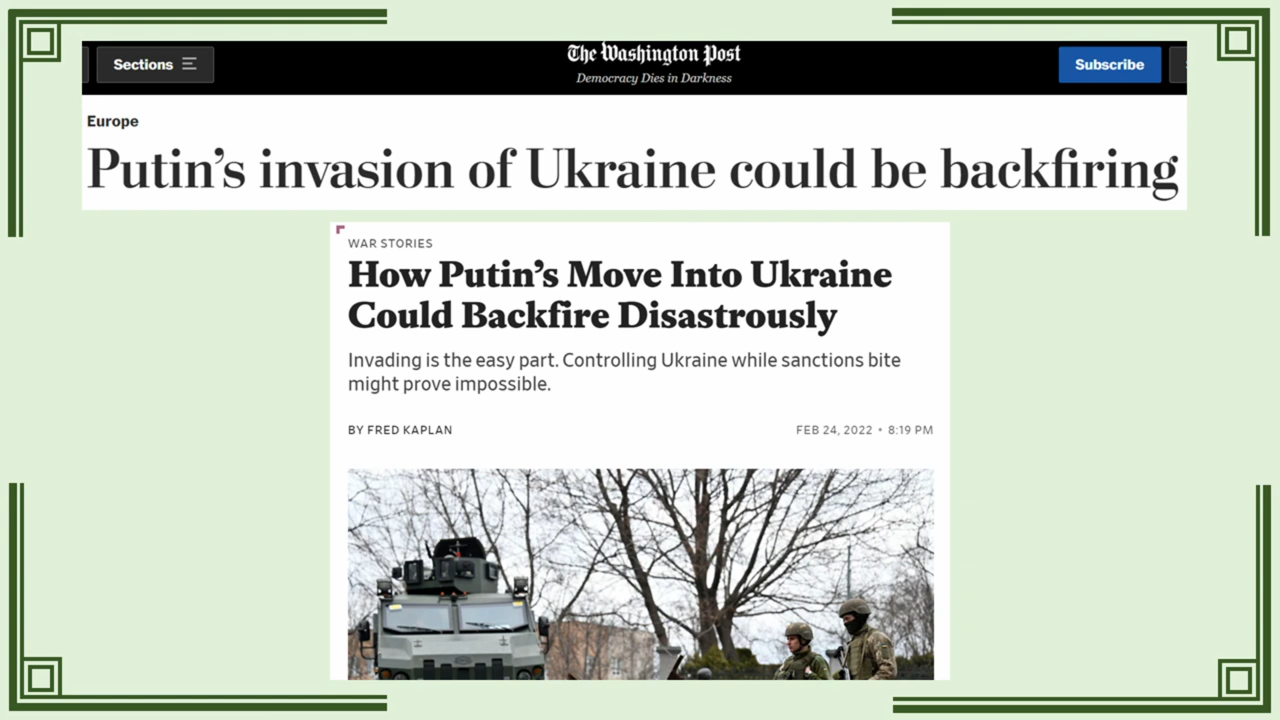 Sections
The Washington Post
Democracy Dies in Darkness
Subscribe
Europe
Putin's invasion of Ukraine could be backfiring
WAR STORIES
How Putin's Move Into Ukraine
Could Backfire Disastrously
Invading is the easy part. Controlling Ukraine while sanctions bite
might prove impossible.
BY FRED KAPLAN
FEB 24, 2022 • 8:19 PM